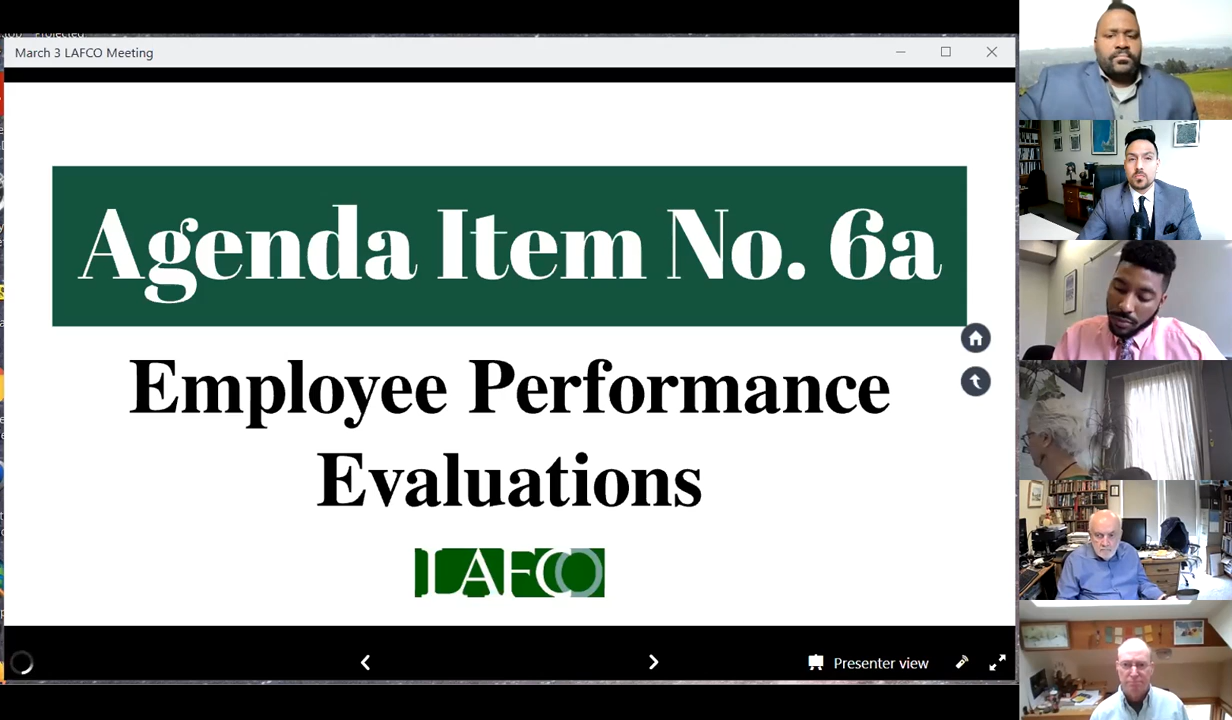 March 3 LAFCO Meeting
Agenda Item No. 6a
Employee Performance
Evaluations
LAFCO
Presenter view